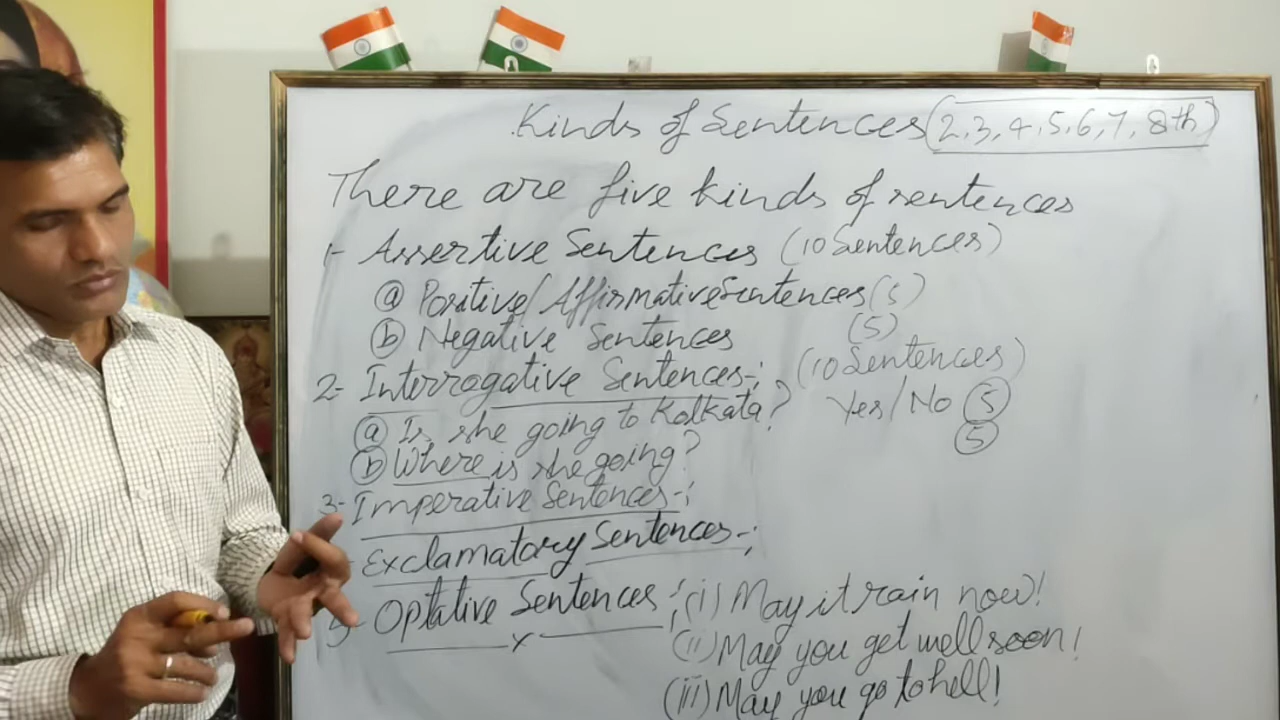 Kinds of Sentences (2,3,4,5,6,7,8th)
There are five kinds of sentences
1- Assertive Sentences (10 Sentences)
(a) Positive/Affirmative Sentences (5)
(b) Negative Sentences (5)
2- Interrogative Sentences-: (10 Sentences)
(a) Is she going to Kolkata? Yes/No (5)
(b) Where is she going? (5)
3- Imperative Sentences-:
Exclamatory Sentences-:
5- Optative Sentences-: (i) May it rain now!
(ii) May you get well soon!
(iii) May you go to hell!